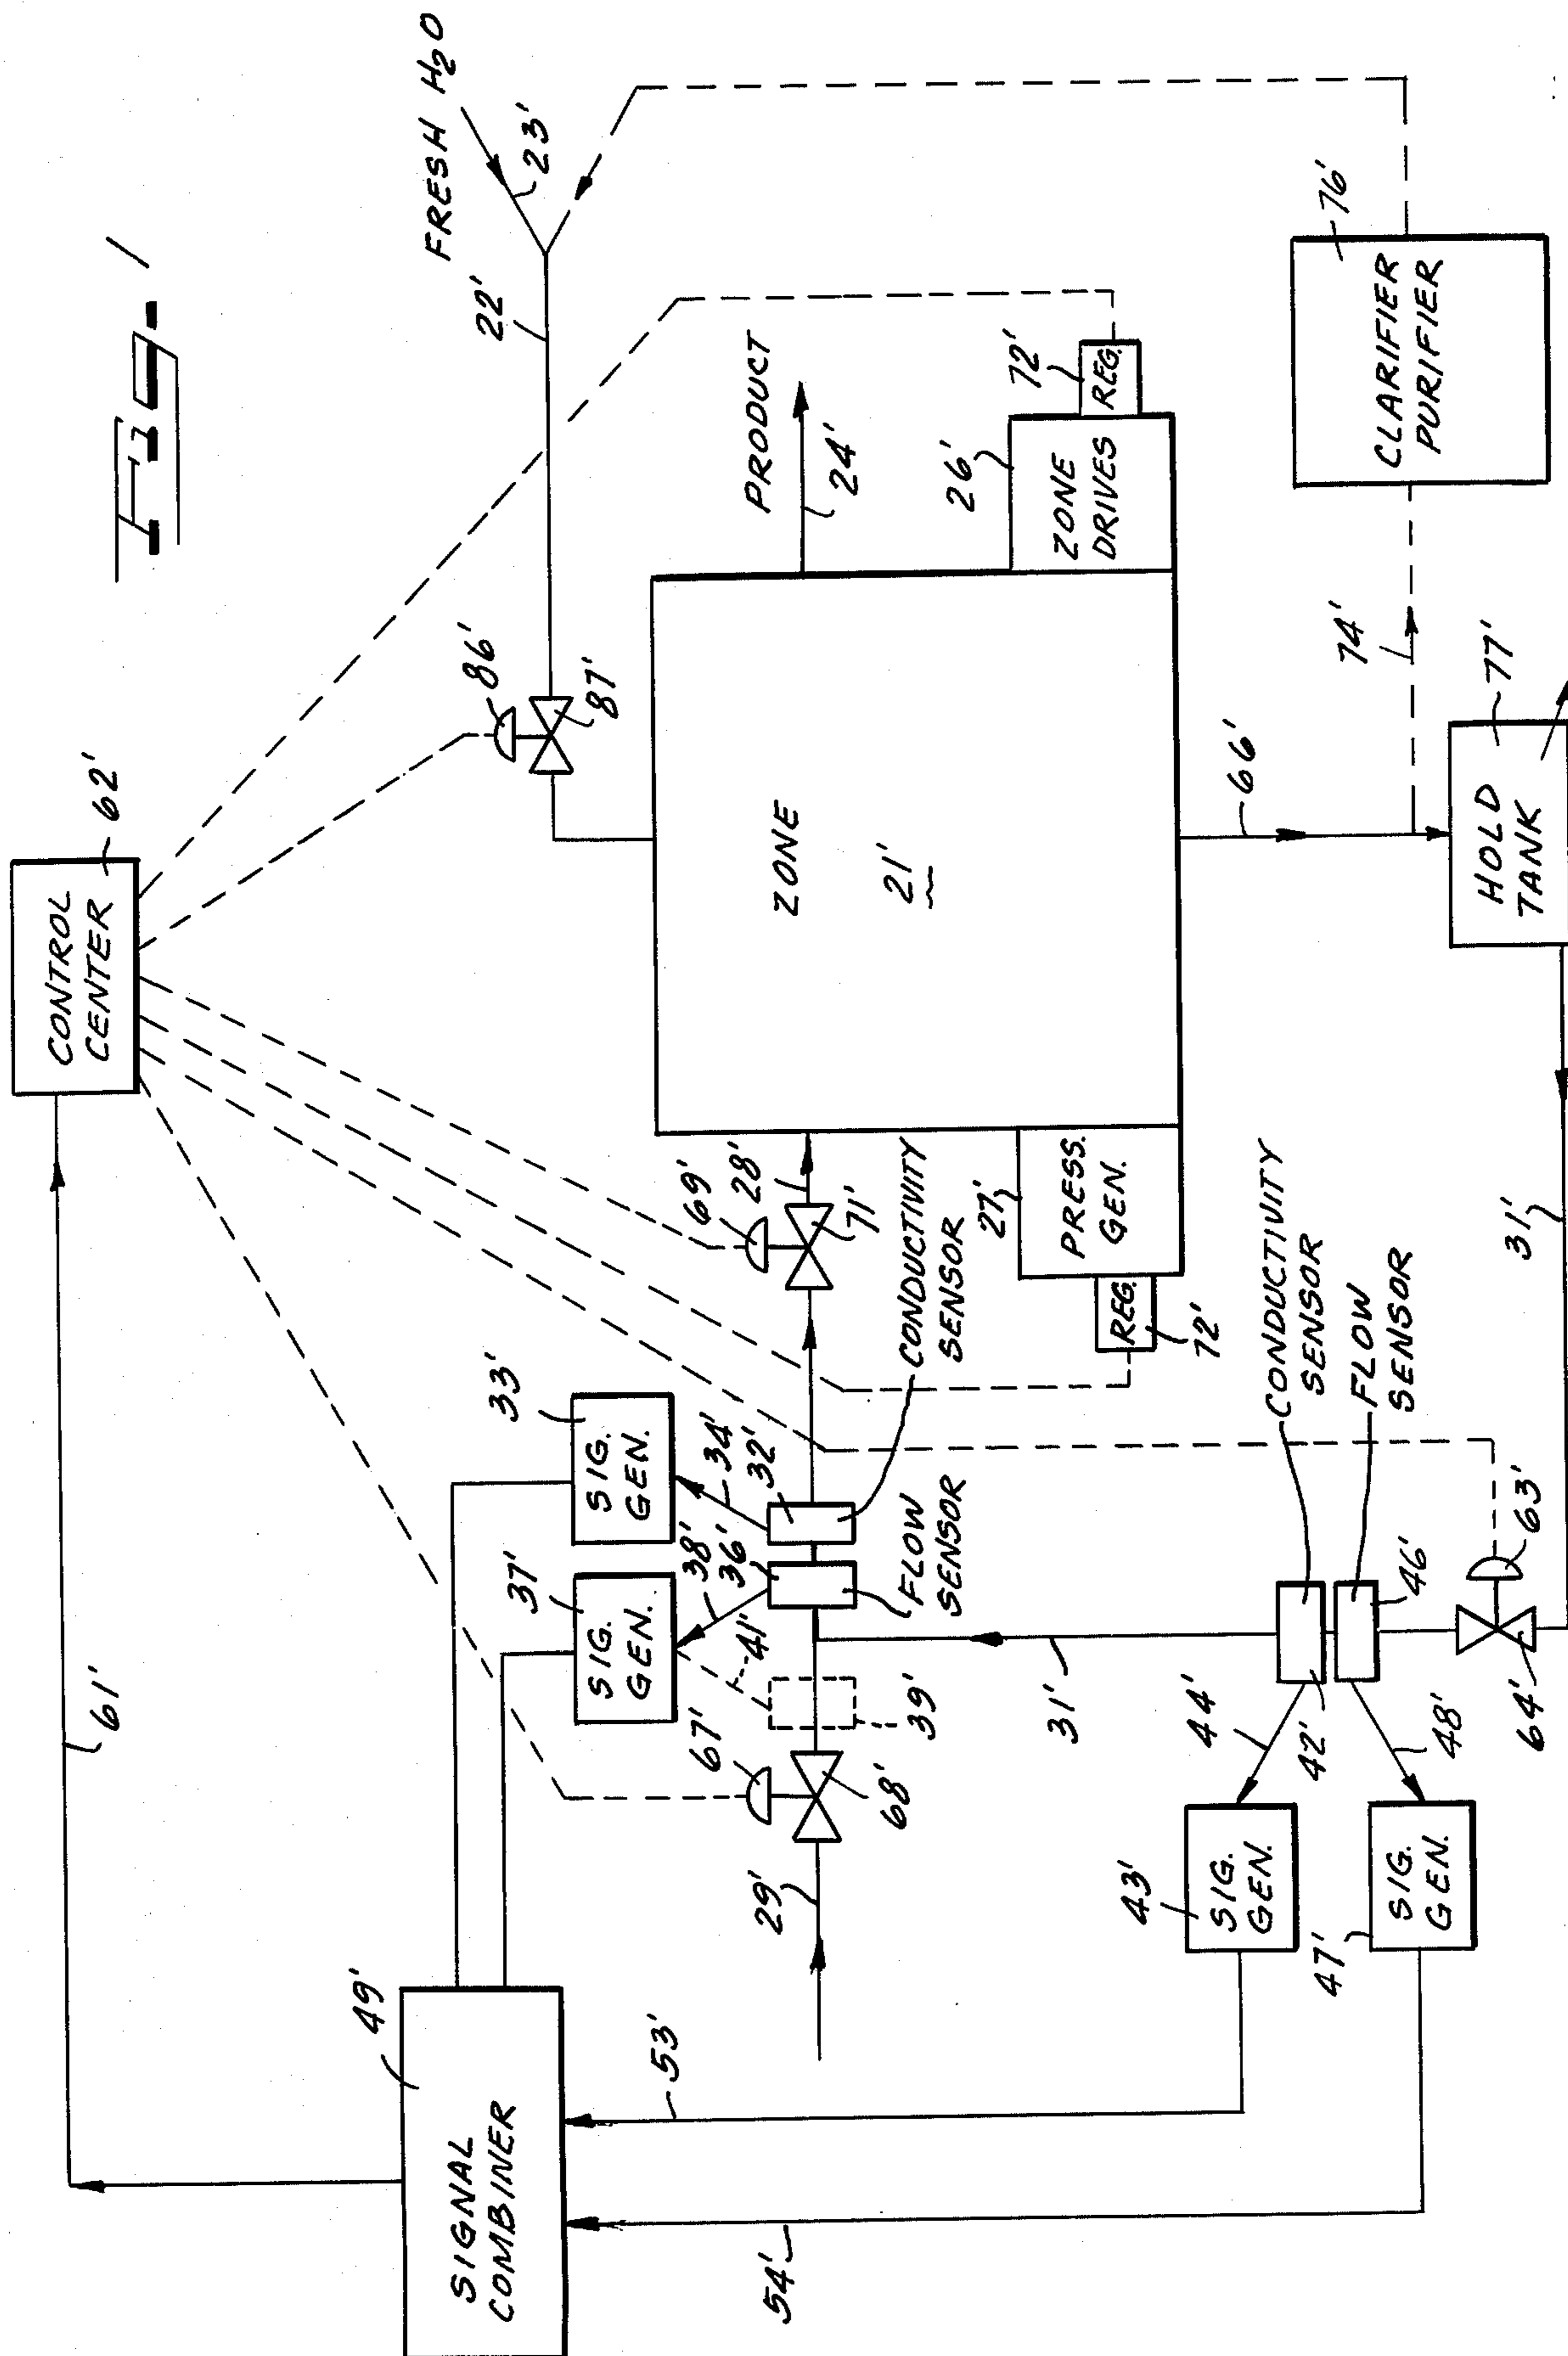 Fig- 1
CONTROL
CENTER
62'
61'
FRESH H2O
23'
22'
86'
87'
PRODUCT
24'
ZONE
21'
26'
ZONE
DRIVES
72'
REG.
76'
CLARIFIER
PURIFIER
74'
66'
HOLD
TANK
77'
31'
69'
28'
71'
27'
PRESS.
GEN.
REG.
72'
CONDUCTIVITY
SENSOR
33'
SIG.
GEN.
34'
32'
37'
SIG.
GEN.
38'
36'
FLOW
SENSOR
41'
39'
67'
68'
29'
31'
CONDUCTIVITY
SENSOR
FLOW
SENSOR
63'
46'
64'
44'
42'
48'
43'
SIG.
GEN.
47'
SIG.
GEN.
49'
SIGNAL
COMBINER
53'
54'